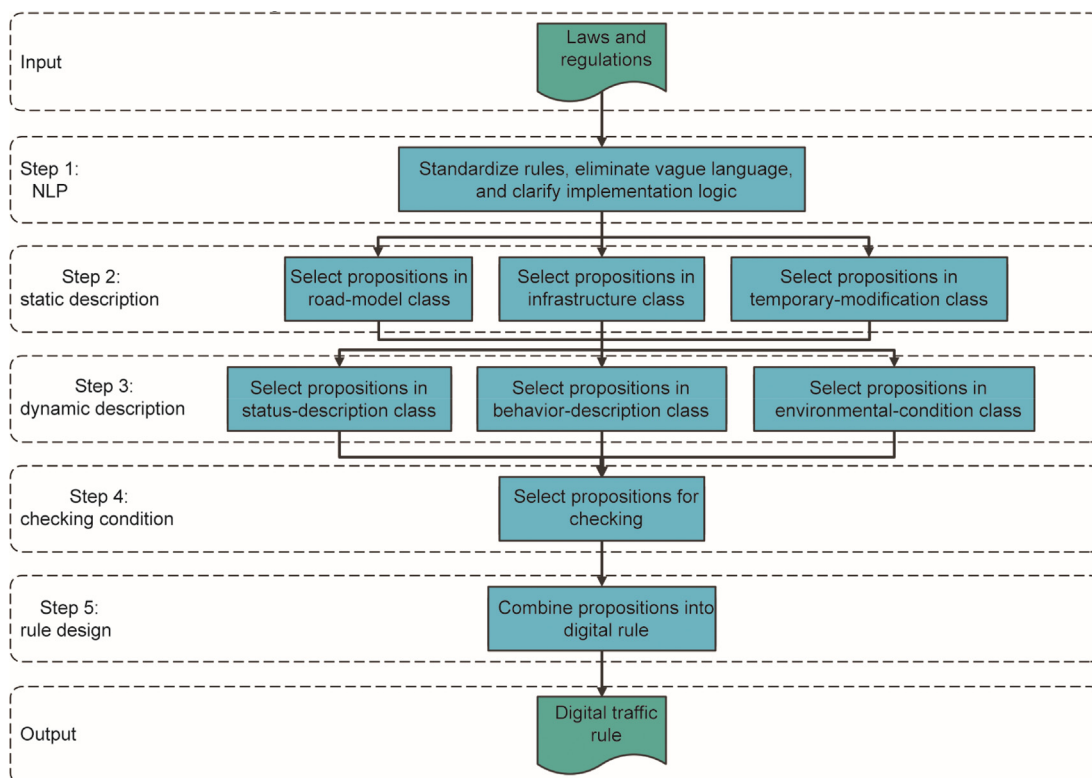 Input
Laws and
regulations
Step 1:
NLP
Standardize rules, eliminate vague language,
and clarify implementation logic
Step 2:
static description
Select propositions in
road-model class
Select propositions in
infrastructure class
Select propositions in
temporary-modification class
Step 3:
dynamic description
Select propositions in
status-description class
Select propositions in
behavior-description class
Select propositions in
environmental-condition class
Step 4:
checking condition
Select propositions for
checking
Step 5:
rule design
Combine propositions into
digital rule
Output
Digital traffic
rule